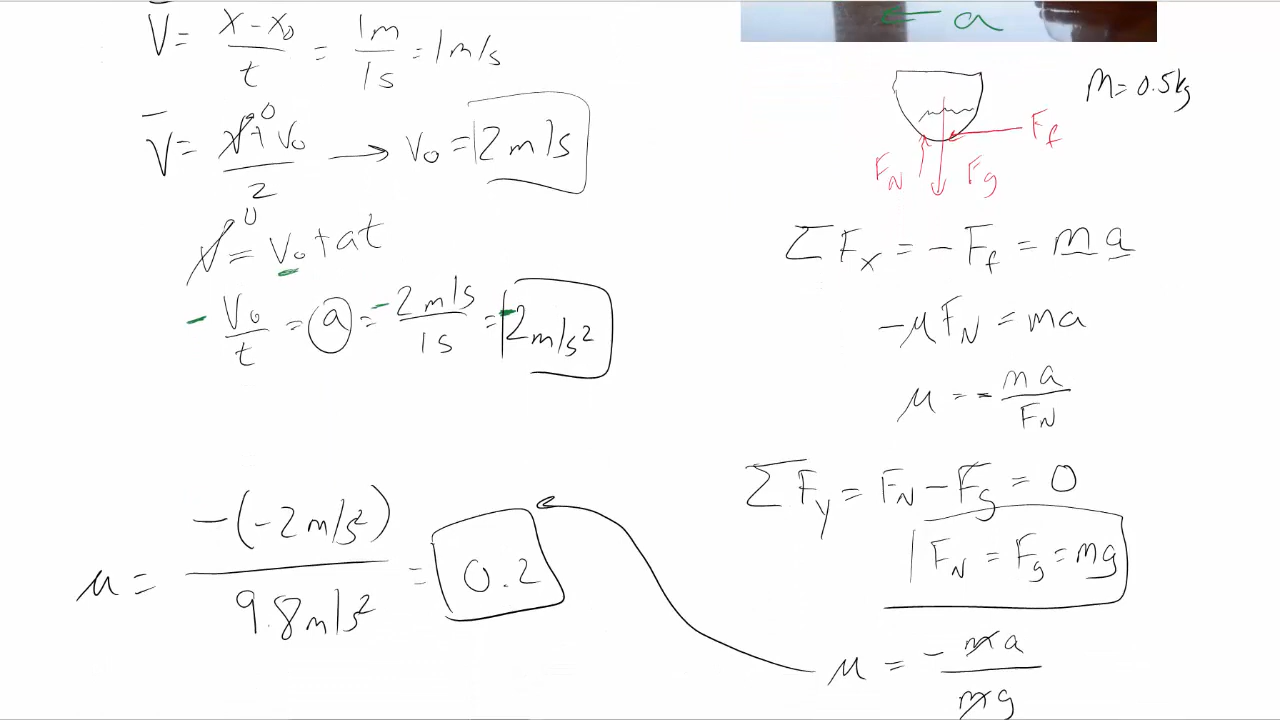 V̄ = (x - x₀)/t = 1m/1s = 1m/s
V̄ = (v⁰ + v₀)/2 → v₀ = 2m/s
v⁰ = v₀ + at
- v₀/t = a = -2m/s / 1s = -2m/s²
μ = -(-2m/s²) / 9.8m/s² = 0.2
a
M = 0.5kg
F_f
F_N F_g
ΣF_x = -F_f = ma
-μF_N = ma
μ = - ma/F_N
ΣF_y = F_N - F_g = 0
F_N = F_g = mg
μ = - ma/mg